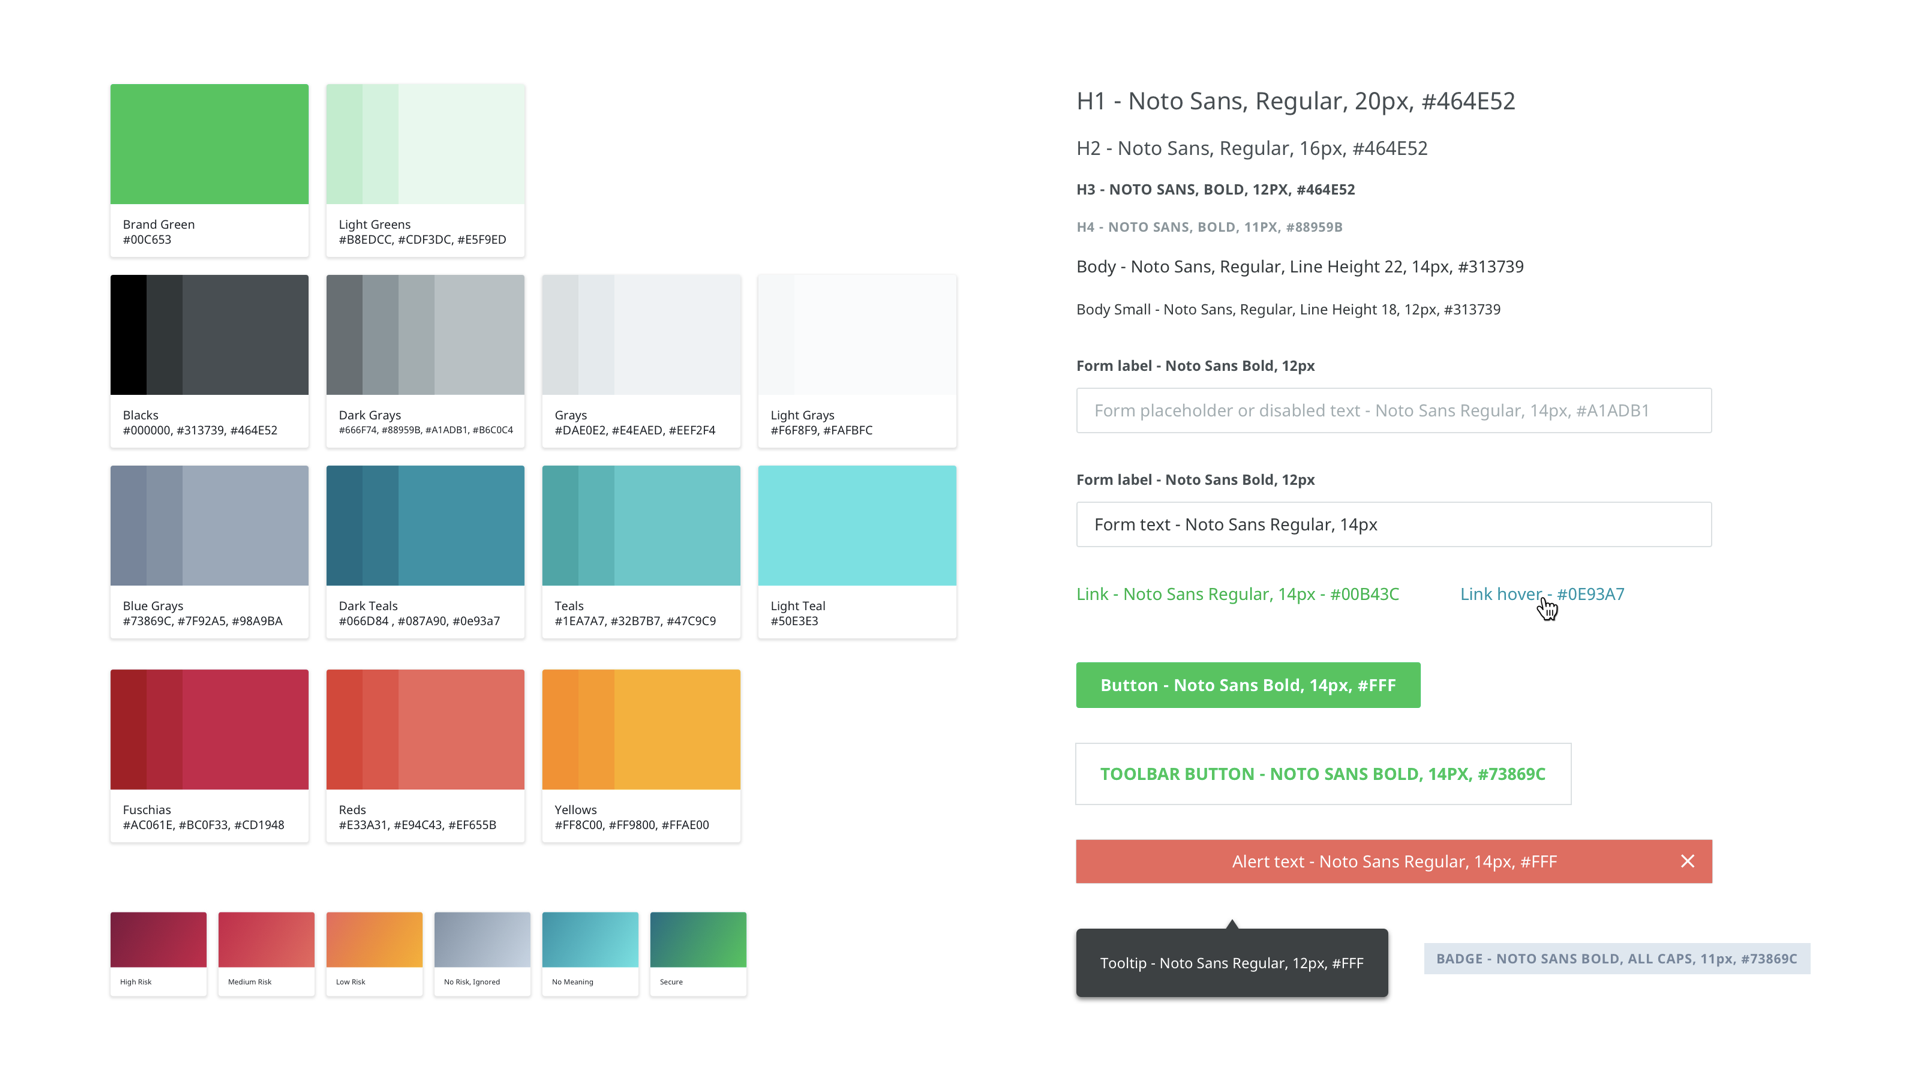 Brand Green
#00C653
Light Greens
#B8EDCC, #CDF3DC, #E5F9ED
Blacks
#000000, #313739, #464E52
Dark Grays
#666F74, #88959B, #A1ADB1, #B6C0C4
Grays
#DAE0E2, #E4EAED, #EEF2F4
Light Grays
#F6F8F9, #FAFBFC
Blue Grays
#73869C, #7F92A5, #98A9BA
Dark Teals
#066D84 , #087A90, #0e93a7
Teals
#1EA7A7, #32B7B7, #47C9C9
Light Teal
#50E3E3
Fuschias
#AC061E, #BC0F33, #CD1948
Reds
#E33A31, #E94C43, #EF655B
Yellows
#FF8C00, #FF9800, #FFAE00
High Risk
Medium Risk
Low Risk
No Risk, Ignored
No Meaning
Secure
H1 - Noto Sans, Regular, 20px, #464E52
H2 - Noto Sans, Regular, 16px, #464E52
H3 - NOTO SANS, BOLD, 12PX, #464E52
H4 - NOTO SANS, BOLD, 11PX, #88959B
Body - Noto Sans, Regular, Line Height 22, 14px, #313739
Body Small - Noto Sans, Regular, Line Height 18, 12px, #313739
Form label - Noto Sans Bold, 12px
Form placeholder or disabled text - Noto Sans Regular, 14px, #A1ADB1
Form label - Noto Sans Bold, 12px
Form text - Noto Sans Regular, 14px
Link - Noto Sans Regular, 14px - #00B43C
Link hover - #0E93A7
Button - Noto Sans Bold, 14px, #FFF
TOOLBAR BUTTON - NOTO SANS BOLD, 14PX, #73869C
Alert text - Noto Sans Regular, 14px, #FFF
Tooltip - Noto Sans Regular, 12px, #FFF
BADGE - NOTO SANS BOLD, ALL CAPS, 11px, #73869C